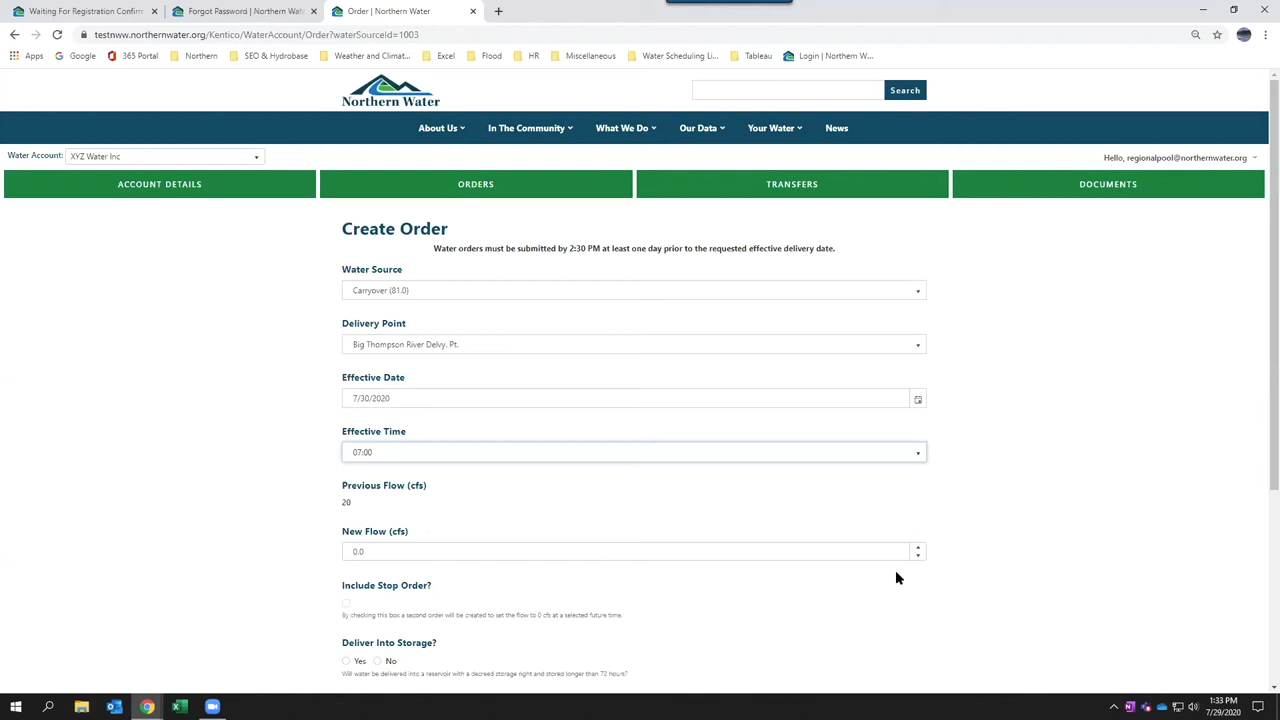 Waiting For Registration Confirm
Forgot Password | Northern Wate
Order | Northern Water
testnww.northernwater.org/Kentico/WaterAccount/Order?waterSourceId=1003
Apps
Google
365 Portal
Northern
SEO & Hydrobase
Weather and Climat...
Excel
Flood
HR
Miscellaneous
Water Scheduling Li...
Tableau
Login | Northern W...
Northern Water
Search
About Us
In The Community
What We Do
Our Data
Your Water
News
Water Account:
XYZ Water Inc
Hello, regionalpool@northernwater.org
ACCOUNT DETAILS
ORDERS
TRANSFERS
DOCUMENTS
Create Order
Water orders must be submitted by 2:30 PM at least one day prior to the requested effective delivery date.
Water Source
Carryover (81.0)
Delivery Point
Big Thompson River Delvy. Pt.
Effective Date
7/30/2020
Effective Time
07:00
Previous Flow (cfs)
20
New Flow (cfs)
0.0
Include Stop Order?
By checking this box a second order will be created to set the flow to 0 cfs at a selected future time.
Deliver Into Storage?
Yes
No
Will water be delivered into a reservoir with a decreed storage right and stored longer than 72 hours?
1:33 PM
7/29/2020